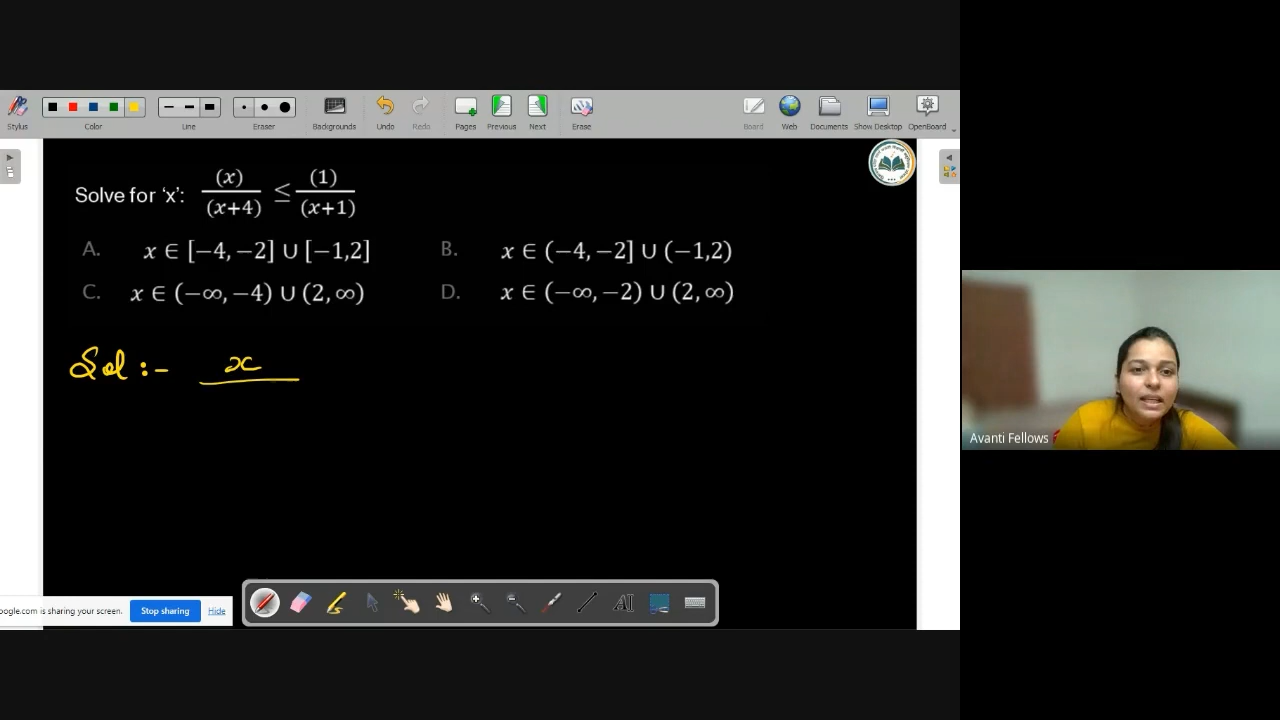 Stylus Color Line Eraser Backgrounds Undo Redo Pages Previous Next Erase Board Web Documents Show Desktop OpenBoard
Solve for ‘x’: (x)/(x+4) ≤ (1)/(x+1)
A. x ∈ [−4, −2] ∪ [−1,2] B. x ∈ (−4, −2] ∪ (−1,2)
C. x ∈ (−∞, −4) ∪ (2, ∞) D. x ∈ (−∞, −2) ∪ (2, ∞)
Sol :- x
Avanti Fellows
oogle.com is sharing your screen. Stop sharing Hide
AI